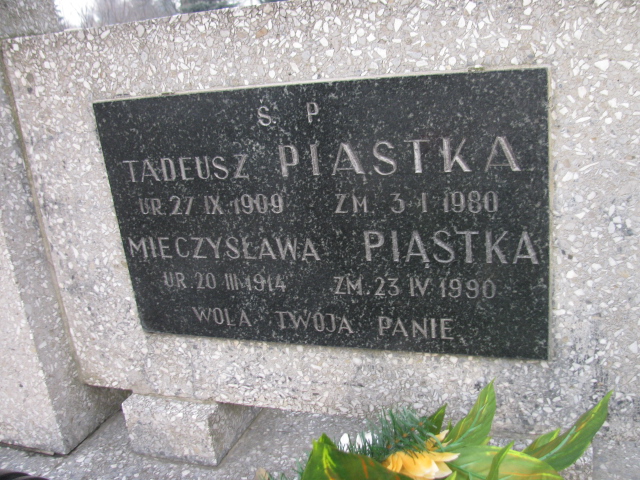 Ś. P.
TADEUSZ PIĄSTKA
UR. 27 IX 1909 ZM. 3 I 1980
MIECZYSŁAWA PIĄSTKA
UR. 20 III 1914 ZM. 23 IV 1990
WOLA TWOJA PANIE